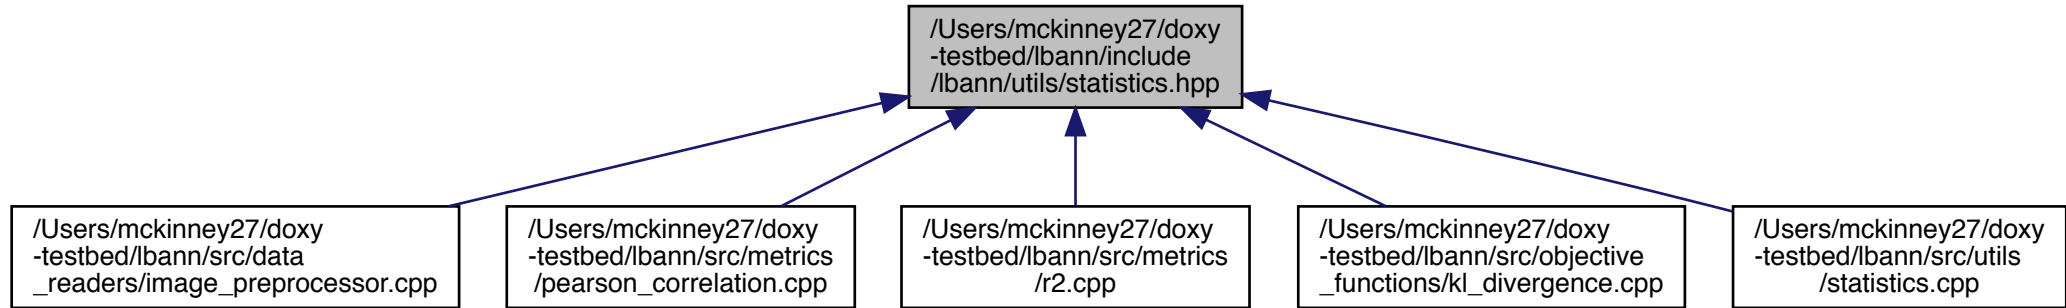 /Users/mckinney27/doxy
-testbed/lbann/include
/lbann/utils/statistics.hpp
/Users/mckinney27/doxy
-testbed/lbann/src/data
_readers/image_preprocessor.cpp
/Users/mckinney27/doxy
-testbed/lbann/src/metrics
/pearson_correlation.cpp
/Users/mckinney27/doxy
-testbed/lbann/src/metrics
/r2.cpp
/Users/mckinney27/doxy
-testbed/lbann/src/objective
_functions/kl_divergence.cpp
/Users/mckinney27/doxy
-testbed/lbann/src/utils
/statistics.cpp